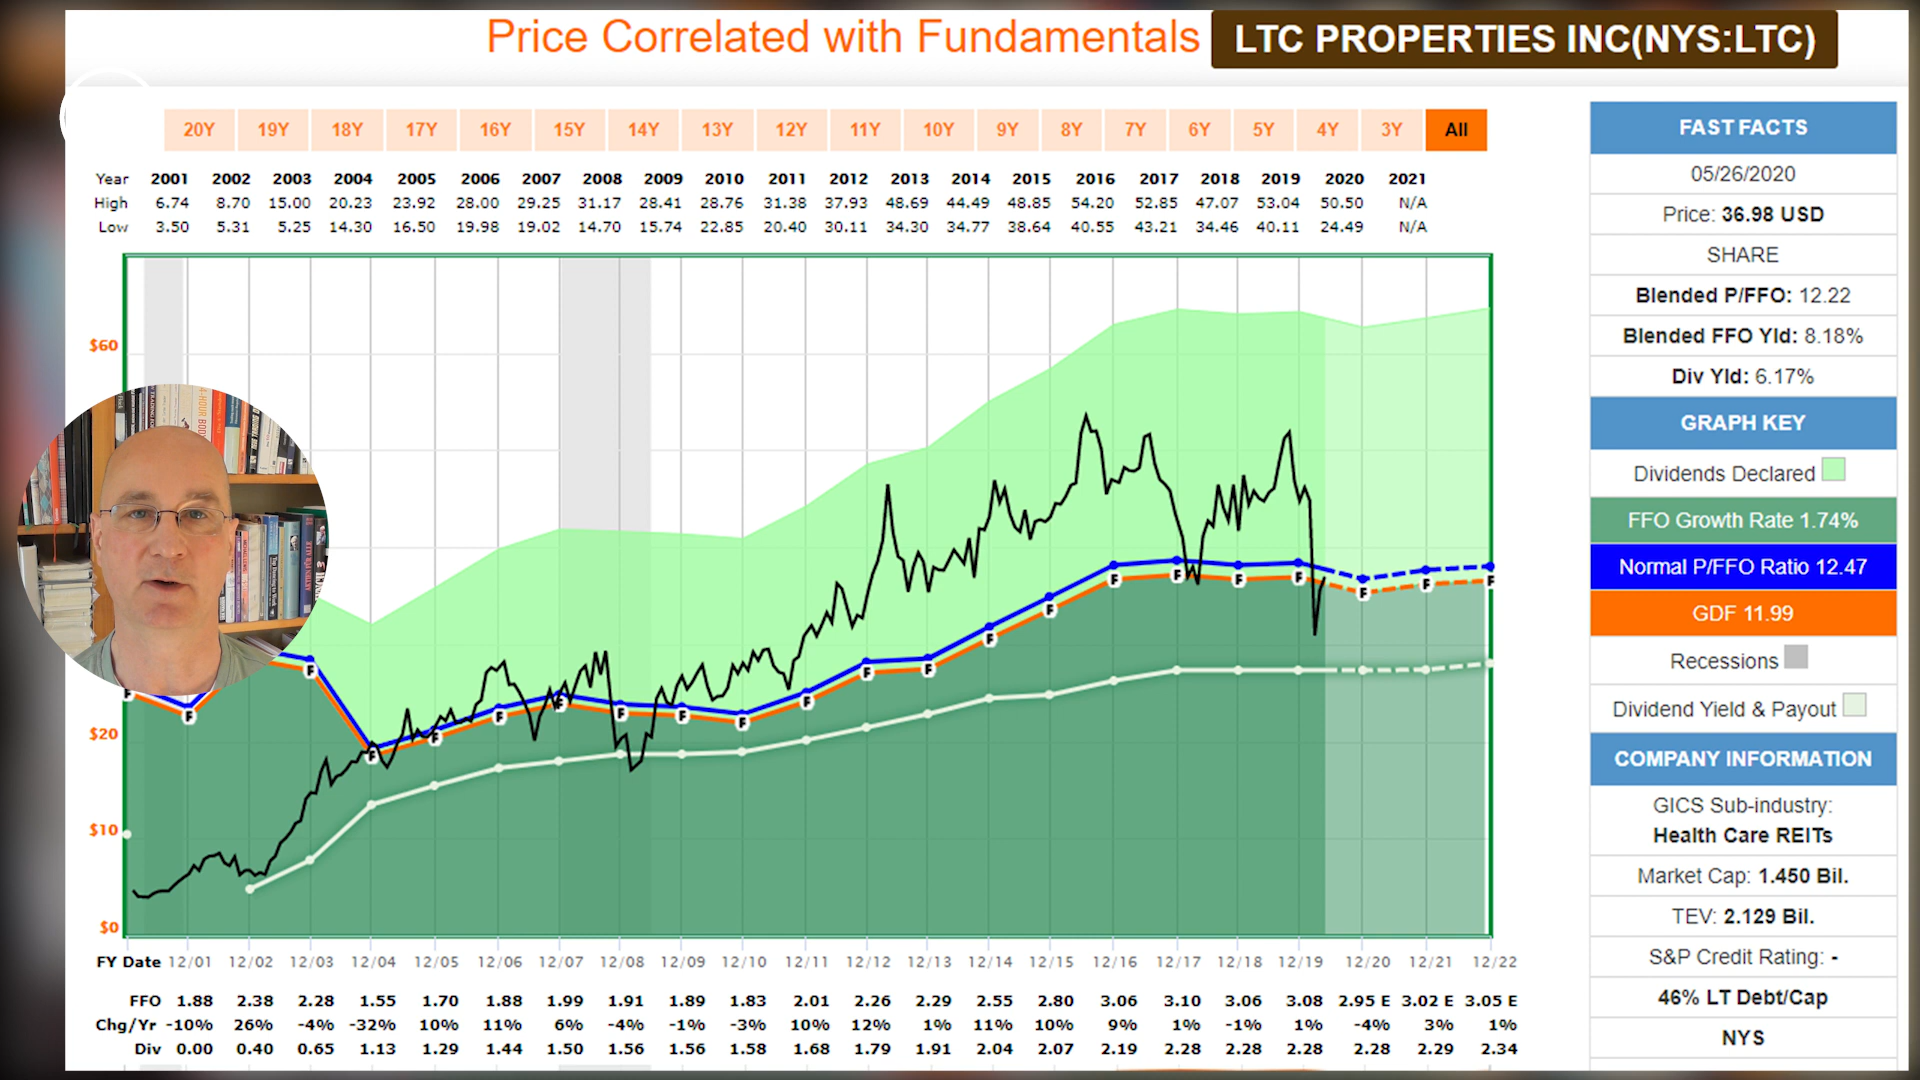 Price Correlated with Fundamentals LTC PROPERTIES INC(NYS:LTC)
20Y 19Y 18Y 17Y 16Y 15Y 14Y 13Y 12Y 11Y 10Y 9Y 8Y 7Y 6Y 5Y 4Y 3Y All
Year 2001 2002 2003 2004 2005 2006 2007 2008 2009 2010 2011 2012 2013 2014 2015 2016 2017 2018 2019 2020 2021
High 6.74 8.70 15.00 20.23 23.92 28.00 29.25 31.17 28.41 28.76 31.38 37.93 48.69 44.49 48.85 54.20 52.85 47.07 53.04 50.50 N/A
Low 3.50 5.31 5.25 14.30 16.50 19.98 19.02 14.70 15.74 22.85 20.40 30.11 34.30 34.77 38.64 40.55 43.21 34.46 40.11 24.49 N/A
$60
$20
$10
$0
F F F F F F F F F F F F F F F F F F F F F F
FY Date 12/01 12/02 12/03 12/04 12/05 12/06 12/07 12/08 12/09 12/10 12/11 12/12 12/13 12/14 12/15 12/16 12/17 12/18 12/19 12/20 12/21 12/22
FFO 1.88 2.38 2.28 1.55 1.70 1.88 1.99 1.91 1.89 1.83 2.01 2.26 2.29 2.55 2.80 3.06 3.10 3.06 3.08 2.95 E 3.02 E 3.05 E
Chg/Yr -10% 26% -4% -32% 10% 11% 6% -4% -1% -3% 10% 12% 1% 11% 10% 9% 1% -1% 1% -4% 3% 1%
Div 0.00 0.40 0.65 1.13 1.29 1.44 1.50 1.56 1.56 1.58 1.68 1.79 1.91 2.04 2.07 2.19 2.28 2.28 2.28 2.28 2.29 2.34
FAST FACTS
05/26/2020
Price: 36.98 USD
SHARE
Blended P/FFO: 12.22
Blended FFO Yld: 8.18%
Div Yld: 6.17%
GRAPH KEY
Dividends Declared
FFO Growth Rate 1.74%
Normal P/FFO Ratio 12.47
GDF 11.99
Recessions
Dividend Yield & Payout
COMPANY INFORMATION
GICS Sub-industry:
Health Care REITs
Market Cap: 1.450 Bil.
TEV: 2.129 Bil.
S&P Credit Rating: -
46% LT Debt/Cap
NYS